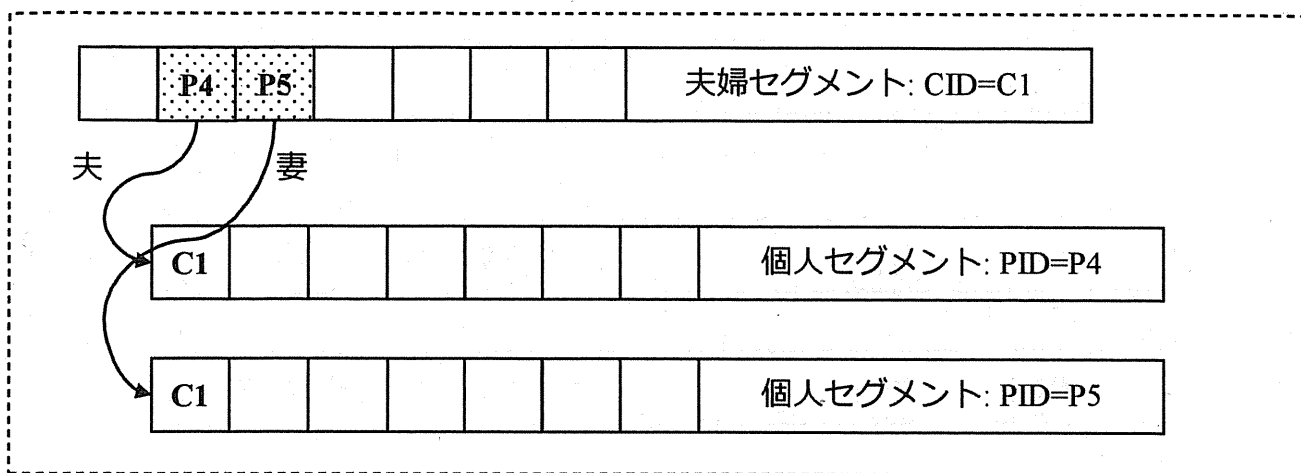 P4 P5 夫婦セグメント: CID=C1
夫 妻
C1 個人セグメント: PID=P4
C1 個人セグメント: PID=P5